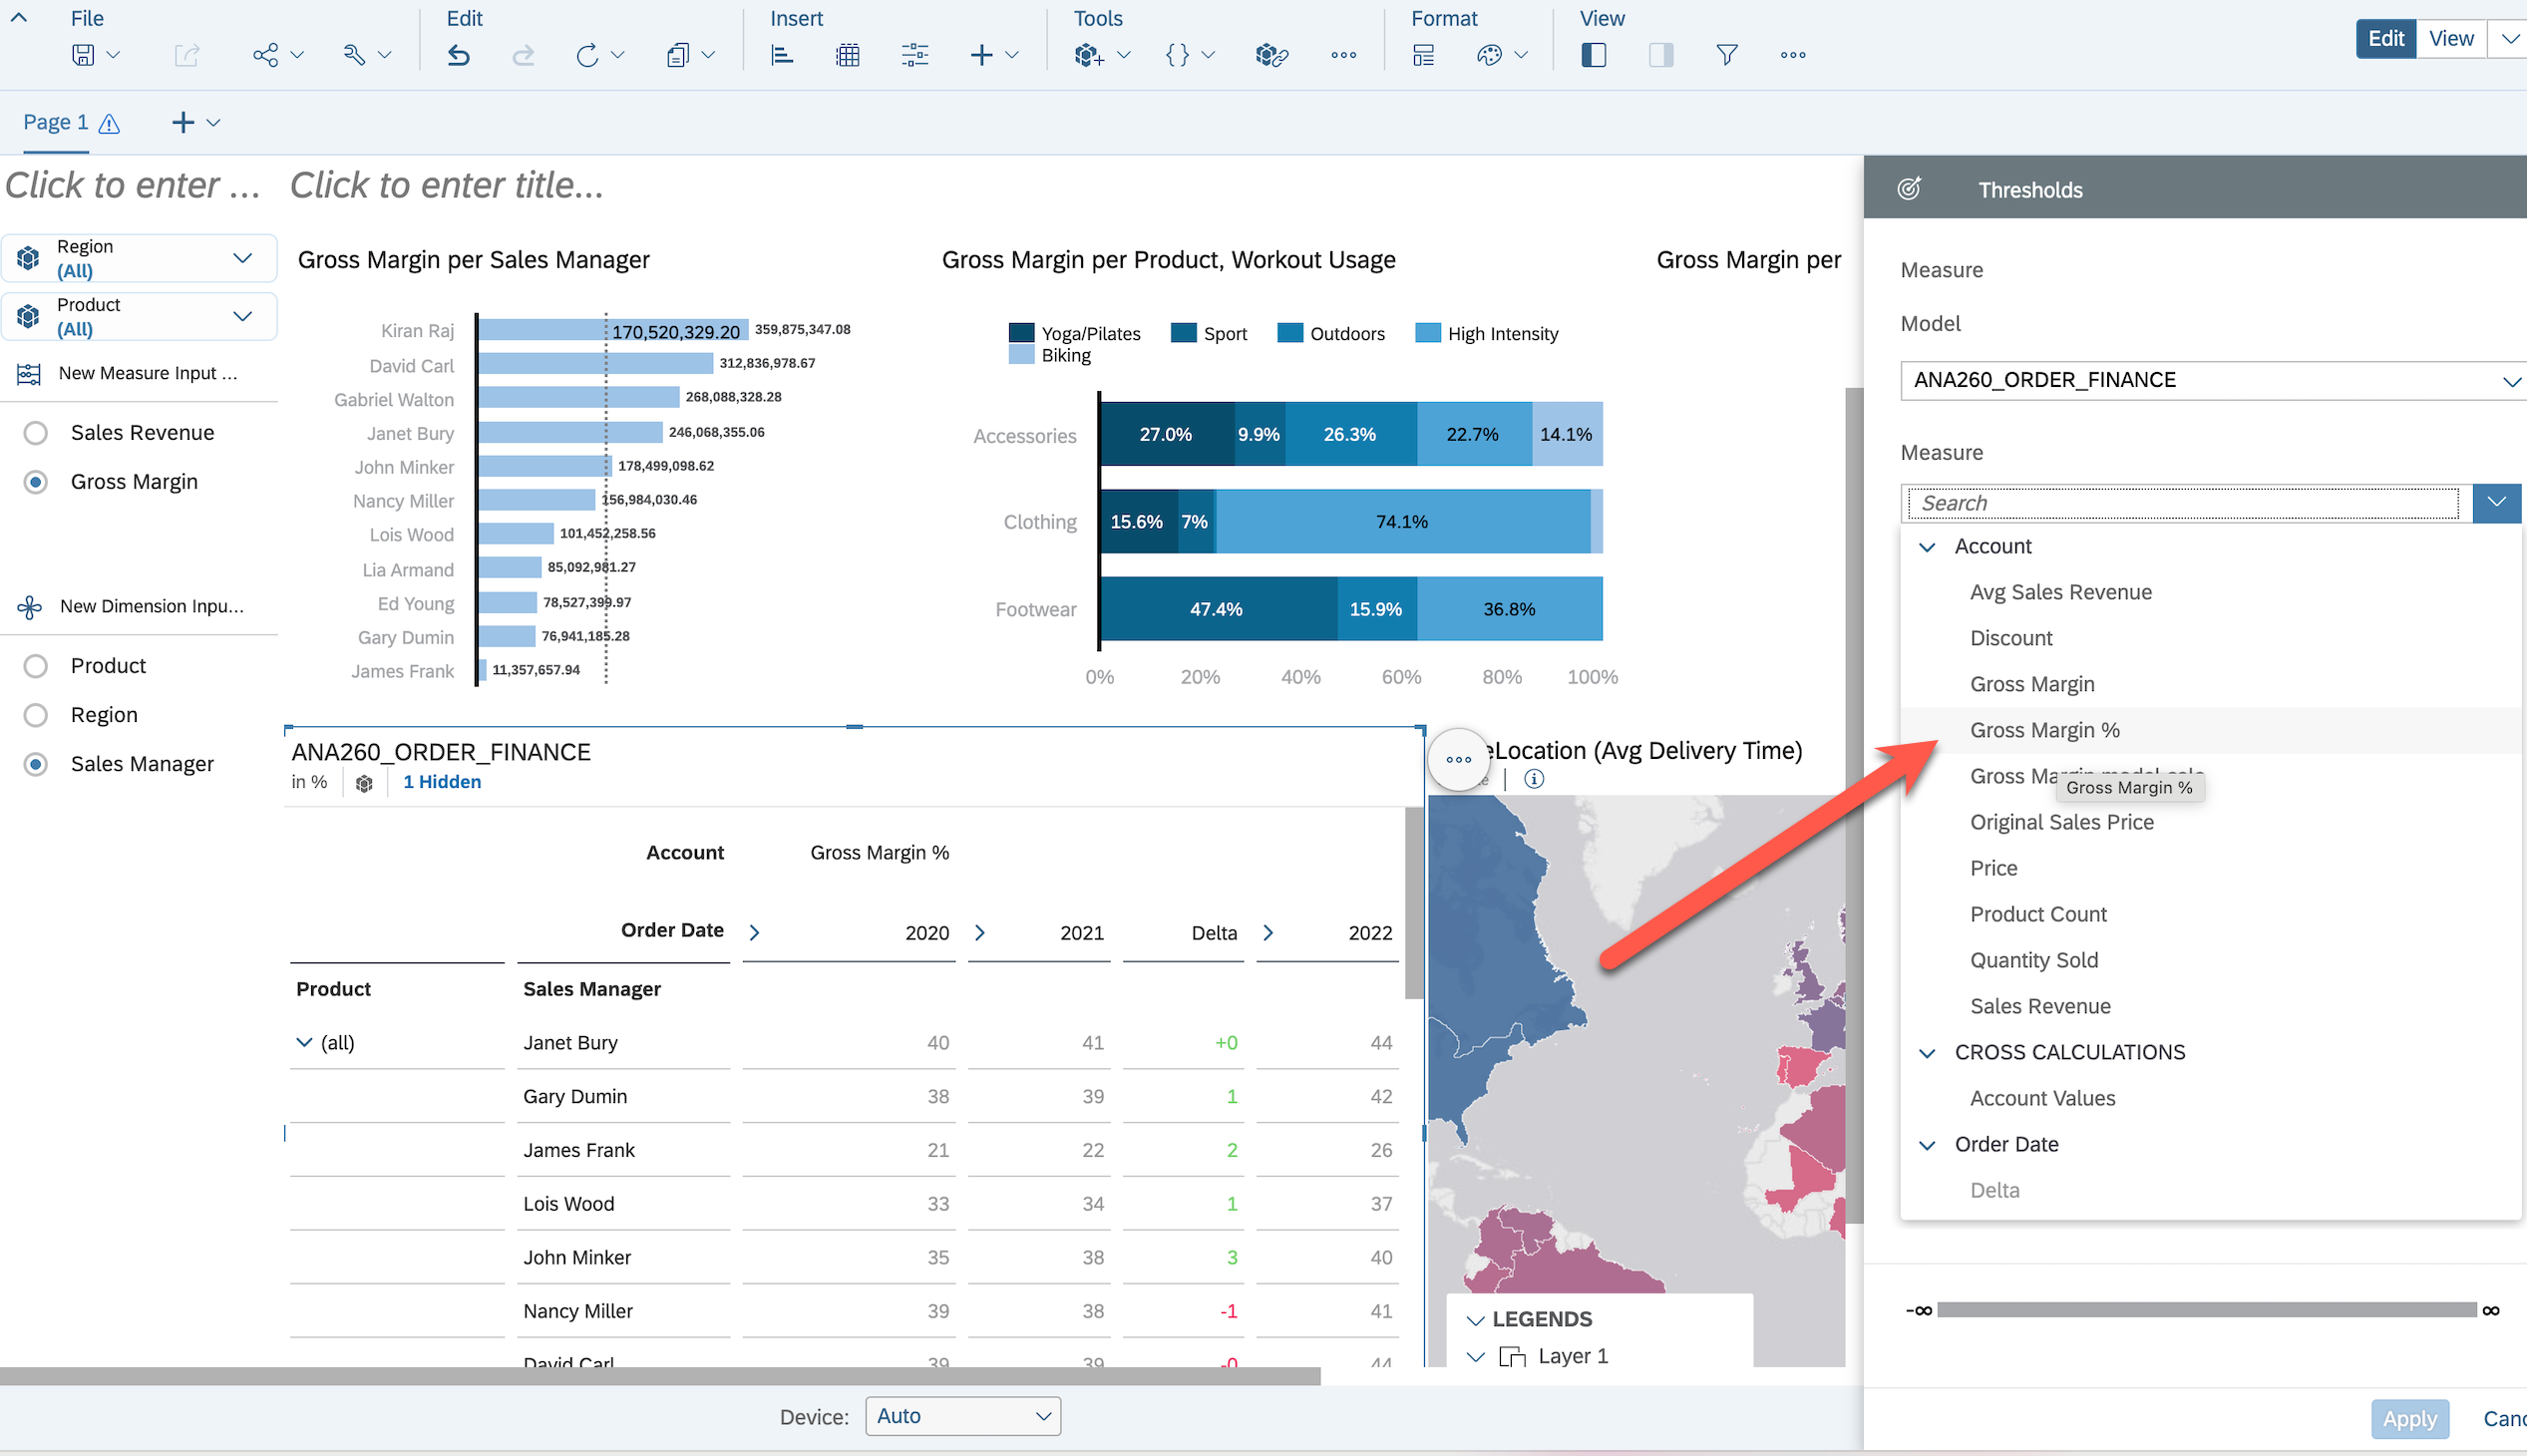 File Edit Insert Tools Format View
Edit View
Page 1
Click to enter ... Click to enter title...
Region
(All)
Product
(All)
New Measure Input ...
Sales Revenue
Gross Margin
New Dimension Inpu...
Product
Region
Sales Manager
Gross Margin per Sales Manager
170,520,329.20
Kiran Raj 359,875,347.08
David Carl 312,836,978.67
Gabriel Walton 268,088,328.28
Janet Bury 246,068,355.06
John Minker 178,499,098.62
Nancy Miller 156,984,030.46
Lois Wood 101,452,258.56
Lia Armand 85,092,981.27
Ed Young 78,527,399.97
Gary Dumin 76,941,185.28
James Frank 11,357,657.94
Gross Margin per Product, Workout Usage
Yoga/Pilates Sport Outdoors High Intensity
Biking
Accessories 27.0% 9.9% 26.3% 22.7% 14.1%
Clothing 15.6% 7% 74.1%
Footwear 47.4% 15.9% 36.8%
0% 20% 40% 60% 80% 100%
Gross Margin per
ANA260_ORDER_FINANCE
in % 1 Hidden
Account Gross Margin %
Order Date 2020 2021 Delta 2022
Product Sales Manager
(all) Janet Bury 40 41 +0 44
Gary Dumin 38 39 1 42
James Frank 21 22 2 26
Lois Wood 33 34 1 37
John Minker 35 38 3 40
Nancy Miller 39 38 -1 41
David Carl 39 39 -0 44
eLocation (Avg Delivery Time)
LEGENDS
Layer 1
Device: Auto
Thresholds
Measure
Model
ANA260_ORDER_FINANCE
Measure
Search
Account
Avg Sales Revenue
Discount
Gross Margin
Gross Margin %
Gross Ma
Gross Margin %
Original Sales Price
Price
Product Count
Quantity Sold
Sales Revenue
CROSS CALCULATIONS
Account Values
Order Date
Delta
-∞ ∞
Apply Canc